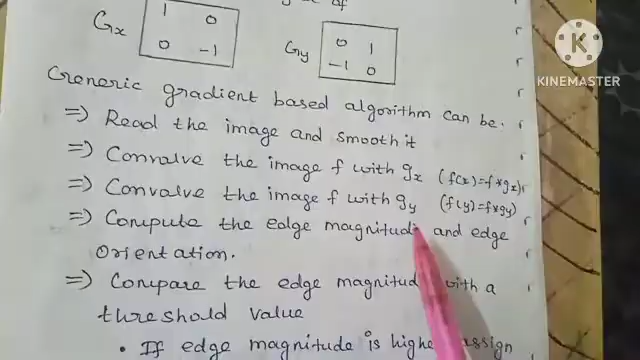 Gx
1 0
0 -1
Gy
0 1
-1 0
Generic gradient based algorithm can be.
=> Read the image and smooth it
=> Convalve the image f with gx (f(x)=f*gx)
=> Convalve the image f with gy (f(y)=f*gy)
=> Compute the edge magnitude and edge
orientation.
=> Compare the edge magnitude with a
threshold value
• If edge magnitude is higher assign
KINEMASTER